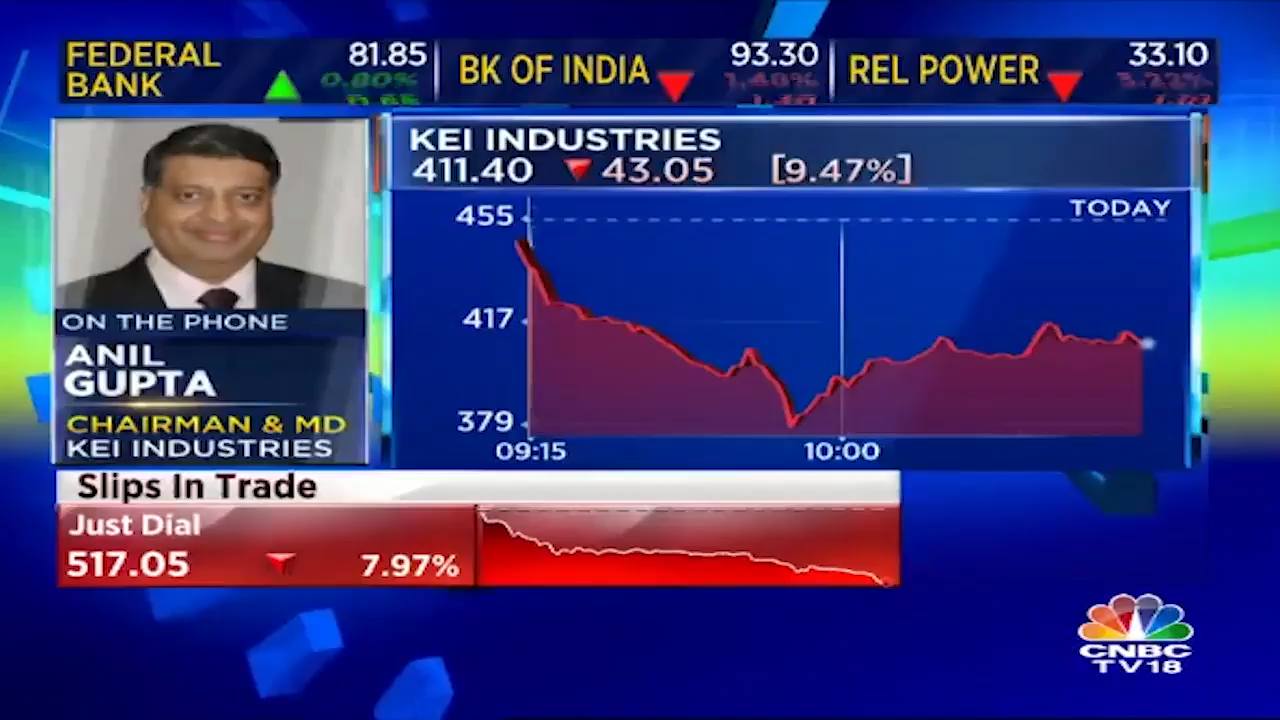 FEDERAL BANK 81.85
0.80%
BK OF INDIA 93.30
REL POWER 33.10
KEI INDUSTRIES
411.40 43.05 [9.47%]
TODAY
455
417
379
09:15 10:00
ON THE PHONE
ANIL
GUPTA
CHAIRMAN & MD
KEI INDUSTRIES
Slips In Trade
Just Dial
517.05 7.97%
CNBC
TV18